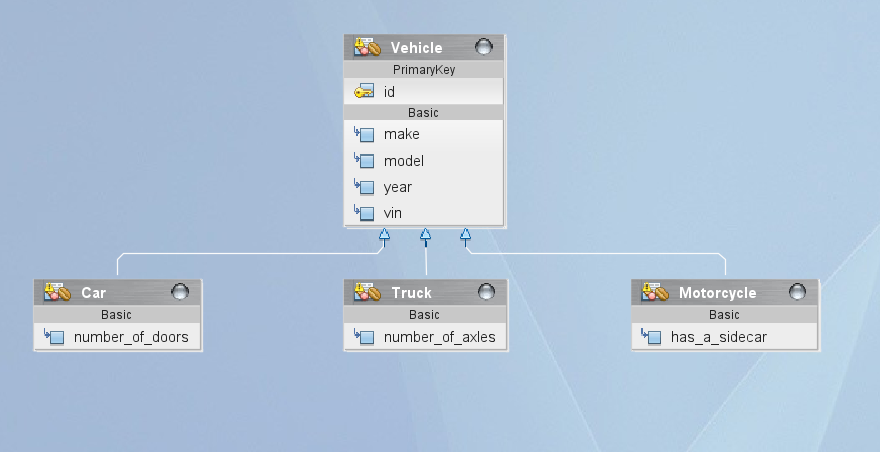 Vehicle
PrimaryKey
id
Basic
make
model
year
vin
Car
Basic
number_of_doors
Truck
Basic
number_of_axles
Motorcycle
Basic
has_a_sidecar